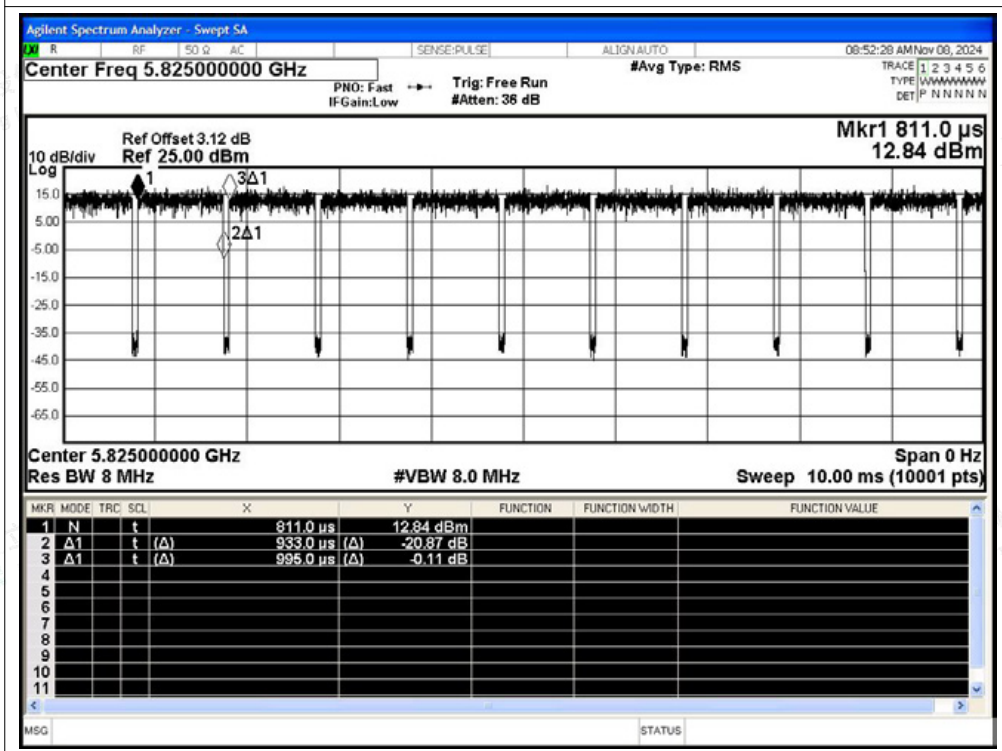 Agilent Spectrum Analyzer - Swept SA
LXI R RF 50 Ω AC SENSE:PULSE ALIGN AUTO 08:52:28 AM Nov 08, 2024
Center Freq 5.825000000 GHz
PNO: Fast
IFGain:Low
Trig: Free Run
#Atten: 36 dB
#Avg Type: RMS
TRACE 1 2 3 4 5 6
TYPE WWWWWW
DET P N N N N N
Mkr1 811.0 µs
12.84 dBm
Ref Offset 3.12 dB
10 dB/div Ref 25.00 dBm
Log
1
3Δ1
2Δ1
15.0
5.00
-5.00
-15.0
-25.0
-35.0
-45.0
-55.0
-65.0
Center 5.825000000 GHz Span 0 Hz
Res BW 8 MHz #VBW 8.0 MHz Sweep 10.00 ms (10001 pts)
MKR MODE TRC SCL X Y FUNCTION FUNCTION WIDTH FUNCTION VALUE
1 N t 811.0 µs 12.84 dBm
2 Δ1 t (Δ) 933.0 µs (Δ) -20.87 dB
3 Δ1 t (Δ) 995.0 µs (Δ) -0.11 dB
4
5
6
7
8
9
10
11
MSG STATUS